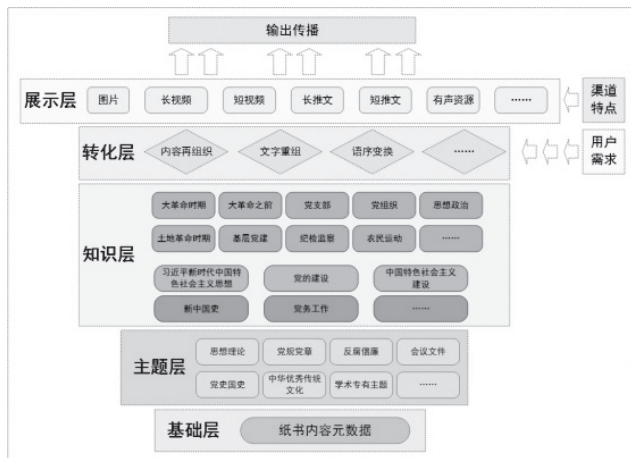 输出传播
展示层
图片
长视频
短视频
长推文
短推文
有声资源
……
渠道
特点
转化层
内容再组织
文字重组
语序变换
……
用户
需求
知识层
大革命时期
大革命之前
党支部
党组织
思想政治
土地革命时期
基层党建
纪检监察
农民运动
……
习近平新时代中国特
色社会主义思想
党的建设
中国特色社会主义
建设
新中国史
党务工作
……
主题层
思想理论
党规党章
反腐倡廉
会议文件
党史国史
中华优秀传统
文化
学术专有主题
……
基础层
纸书内容元数据